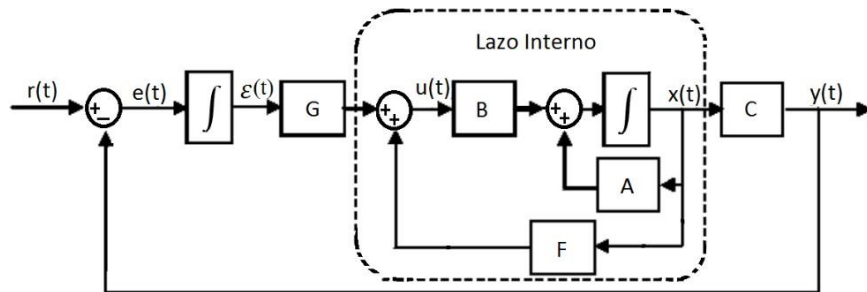 Lazo Interno
r(t)
e(t)
∫
ε(t)
G
u(t)
B
∫
x(t)
C
y(t)
A
F
+
−
+
+
+
+